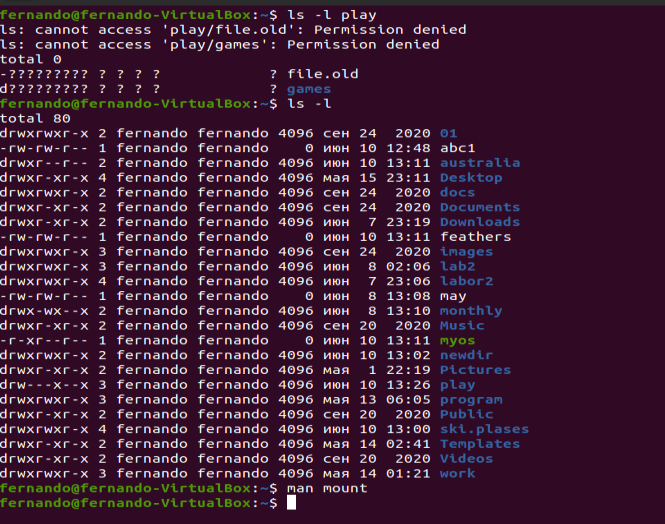 fernando@fernando-VirtualBox:~$ ls -l play
ls: cannot access 'play/file.old': Permission denied
ls: cannot access 'play/games': Permission denied
total 0
-????????? ? ? ? ?              ? file.old
d????????? ? ? ? ?              ? games
fernando@fernando-VirtualBox:~$ ls -l
total 80
drwxrwxr-x 2 fernando fernando 4096 сен 24  2020 01
-rw-rw-r-- 1 fernando fernando    0 июн 10 12:48 abc1
drwxr--r-- 2 fernando fernando 4096 июн 10 13:11 australia
drwxr-xr-x 4 fernando fernando 4096 мая 15 23:11 Desktop
drwxrwxr-x 2 fernando fernando 4096 сен 24  2020 docs
drwxr-xr-x 2 fernando fernando 4096 сен 24  2020 Documents
drwxr-xr-x 2 fernando fernando 4096 июн  7 23:19 Downloads
-rw-rw-r-- 1 fernando fernando    0 июн 10 13:11 feathers
drwxrwxr-x 3 fernando fernando 4096 сен 24  2020 images
drwxrwxr-x 3 fernando fernando 4096 июн  8 02:06 lab2
drwxrwxr-x 4 fernando fernando 4096 июн  7 23:06 labor2
-rw-rw-r-- 1 fernando fernando    0 июн  8 13:08 may
drwx-wx--x 2 fernando fernando 4096 июн  8 13:10 monthly
drwxr-xr-x 2 fernando fernando 4096 сен 20  2020 Music
-r-xr--r-- 1 fernando fernando    0 июн 10 13:11 myos
drwxrwxr-x 2 fernando fernando 4096 июн 10 13:02 newdir
drwxr-xr-x 2 fernando fernando 4096 мая  1 22:19 Pictures
drw---x--x 3 fernando fernando 4096 июн 10 13:26 play
drwxrwxr-x 3 fernando fernando 4096 мая 13 06:05 program
drwxr-xr-x 2 fernando fernando 4096 сен 20  2020 Public
drwxrwxr-x 4 fernando fernando 4096 июн 10 13:00 ski.plases
drwxr-xr-x 2 fernando fernando 4096 мая 14 02:41 Templates
drwxr-xr-x 2 fernando fernando 4096 сен 20  2020 Videos
drwxrwxr-x 3 fernando fernando 4096 мая 14 01:21 work
fernando@fernando-VirtualBox:~$ man mount
fernando@fernando-VirtualBox:~$